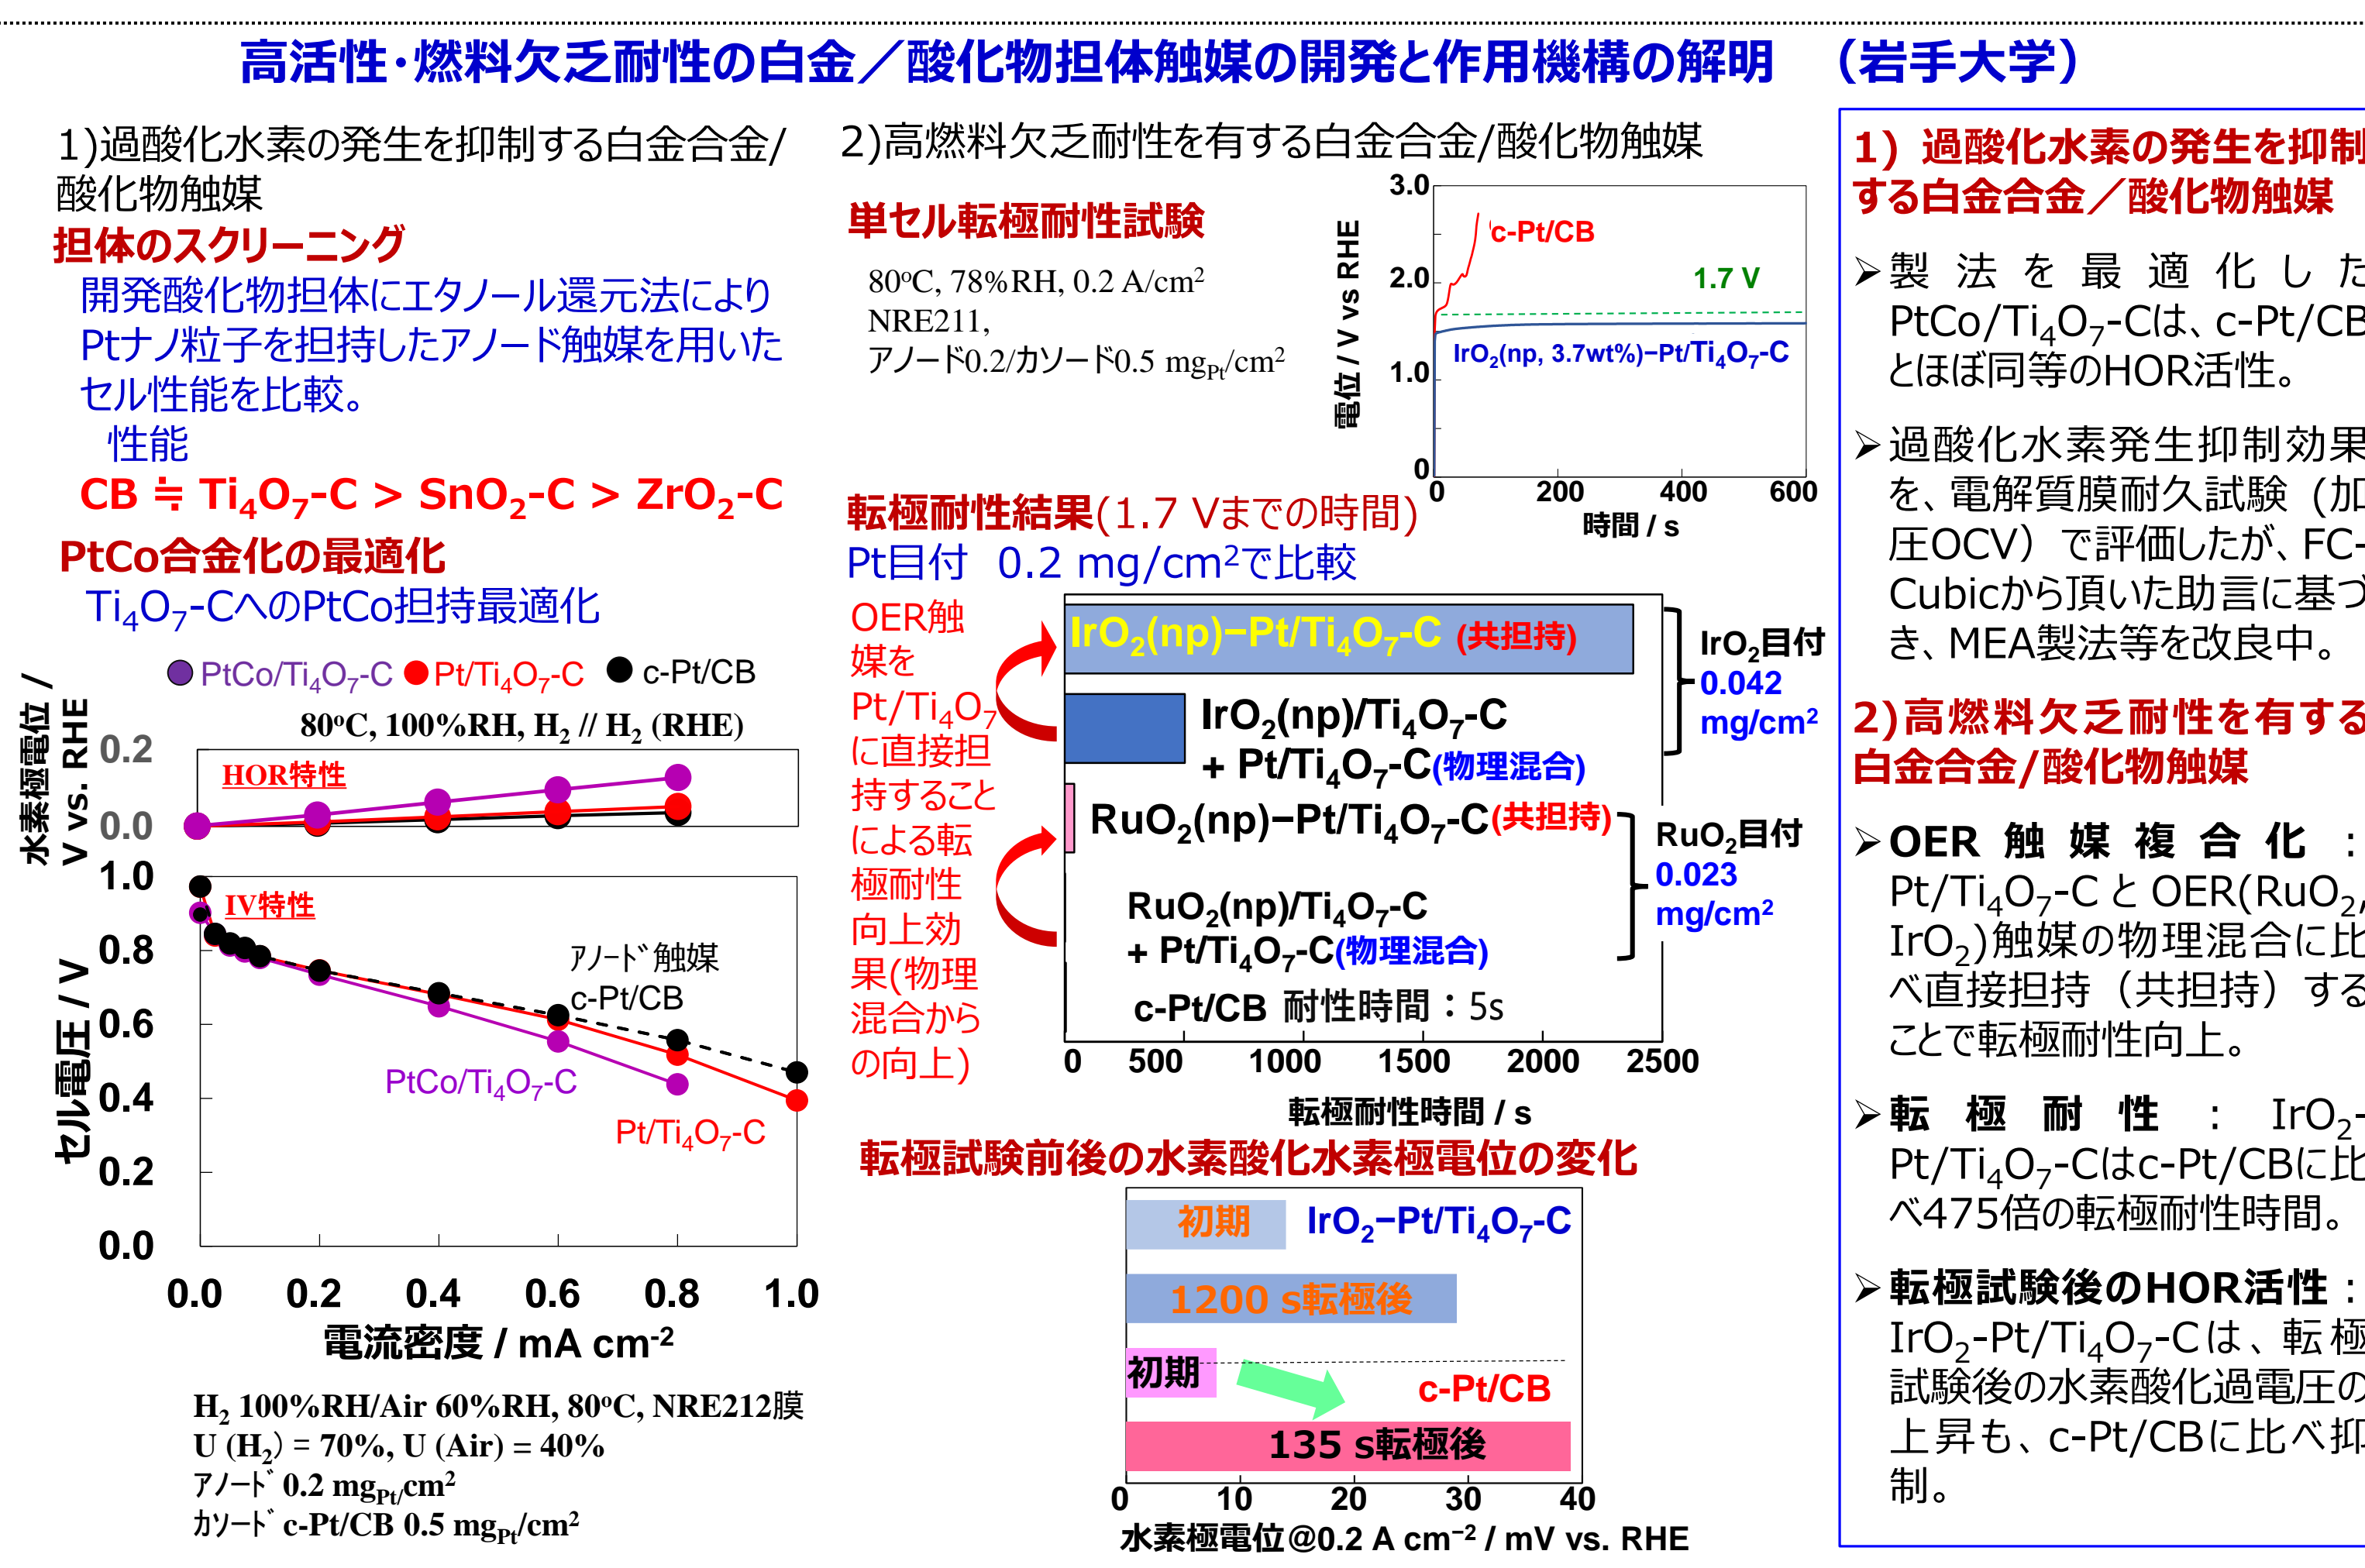 高活性･燃料欠乏耐性の白金／酸化物担体触媒の開発と作用機構の解明　（岩手大学）
1)過酸化水素の発生を抑制する白金合金/
酸化物触媒
担体のスクリーニング
開発酸化物担体にエタノール還元法により
Ptナノ粒子を担持したアノード触媒を用いた
セル性能を比較。
性能
CB ≒ Ti4O7-C > SnO2-C > ZrO2-C
PtCo合金化の最適化
Ti4O7-CへのPtCo担持最適化
PtCo/Ti4O7-C Pt/Ti4O7-C c-Pt/CB
80oC, 100%RH, H2 // H2 (RHE)
水素極電位 /
V vs. RHE
0.2
0.0
HOR特性
1.0
0.8
0.6
0.4
0.2
0.0
セル電圧 / V
IV特性
ｱﾉｰﾄﾞ触媒
c-Pt/CB
PtCo/Ti4O7-C
Pt/Ti4O7-C
0.0 0.2 0.4 0.6 0.8 1.0
電流密度 / mA cm-2
H2 100%RH/Air 60%RH, 80oC, NRE212膜
U (H2) = 70%, U (Air) = 40%
ｱﾉｰﾄﾞ 0.2 mgPt/cm2
ｶｿｰﾄﾞ c-Pt/CB 0.5 mgPt/cm2
2)高燃料欠乏耐性を有する白金合金/酸化物触媒
単セル転極耐性試験
80oC, 78%RH, 0.2 A/cm2
NRE211,
アノード0.2/カソード0.5 mgPt/cm2
電位 / V vs RHE
3.0
2.0
1.0
0
c-Pt/CB
1.7 V
IrO2(np, 3.7wt%)−Pt/Ti4O7-C
0 200 400 600
時間 / s
転極耐性結果(1.7 Vまでの時間)
Pt目付　0.2 mg/cm2で比較
OER触
媒を
Pt/Ti4O7
に直接担
持すること
による転
極耐性
向上効
果(物理
混合から
の向上)
IrO2(np)−Pt/Ti4O7-C (共担持)
IrO2(np)/Ti4O7-C
+ Pt/Ti4O7-C(物理混合)
RuO2(np)−Pt/Ti4O7-C(共担持)
RuO2(np)/Ti4O7-C
+ Pt/Ti4O7-C(物理混合)
c-Pt/CB 耐性時間：5s
IrO2目付
0.042
mg/cm2
RuO2目付
0.023
mg/cm2
0 500 1000 1500 2000 2500
転極耐性時間 / s
転極試験前後の水素酸化水素極電位の変化
初期 IrO2−Pt/Ti4O7-C
1200 s転極後
初期
c-Pt/CB
135 s転極後
0 10 20 30 40
水素極電位@0.2 A cm−2 / mV vs. RHE
1) 過酸化水素の発生を抑制
する白金合金／酸化物触媒
➢製法を最適化した
PtCo/Ti4O7-Cは、c-Pt/CB
とほぼ同等のHOR活性。
➢過酸化水素発生抑制効果
を、電解質膜耐久試験 (加
圧OCV）で評価したが、FC-
Cubicから頂いた助言に基づ
き、MEA製法等を改良中。
2)高燃料欠乏耐性を有する
白金合金/酸化物触媒
➢OER触媒複合化：
Pt/Ti4O7-CとOER(RuO2,
IrO2)触媒の物理混合に比
べ直接担持（共担持）する
ことで転極耐性向上。
➢転極耐性：IrO2-
Pt/Ti4O7-Cはc-Pt/CBに比
べ475倍の転極耐性時間。
➢転極試験後のHOR活性：
IrO2-Pt/Ti4O7-Cは、転極
試験後の水素酸化過電圧の
上昇も、c-Pt/CBに比べ抑
制。